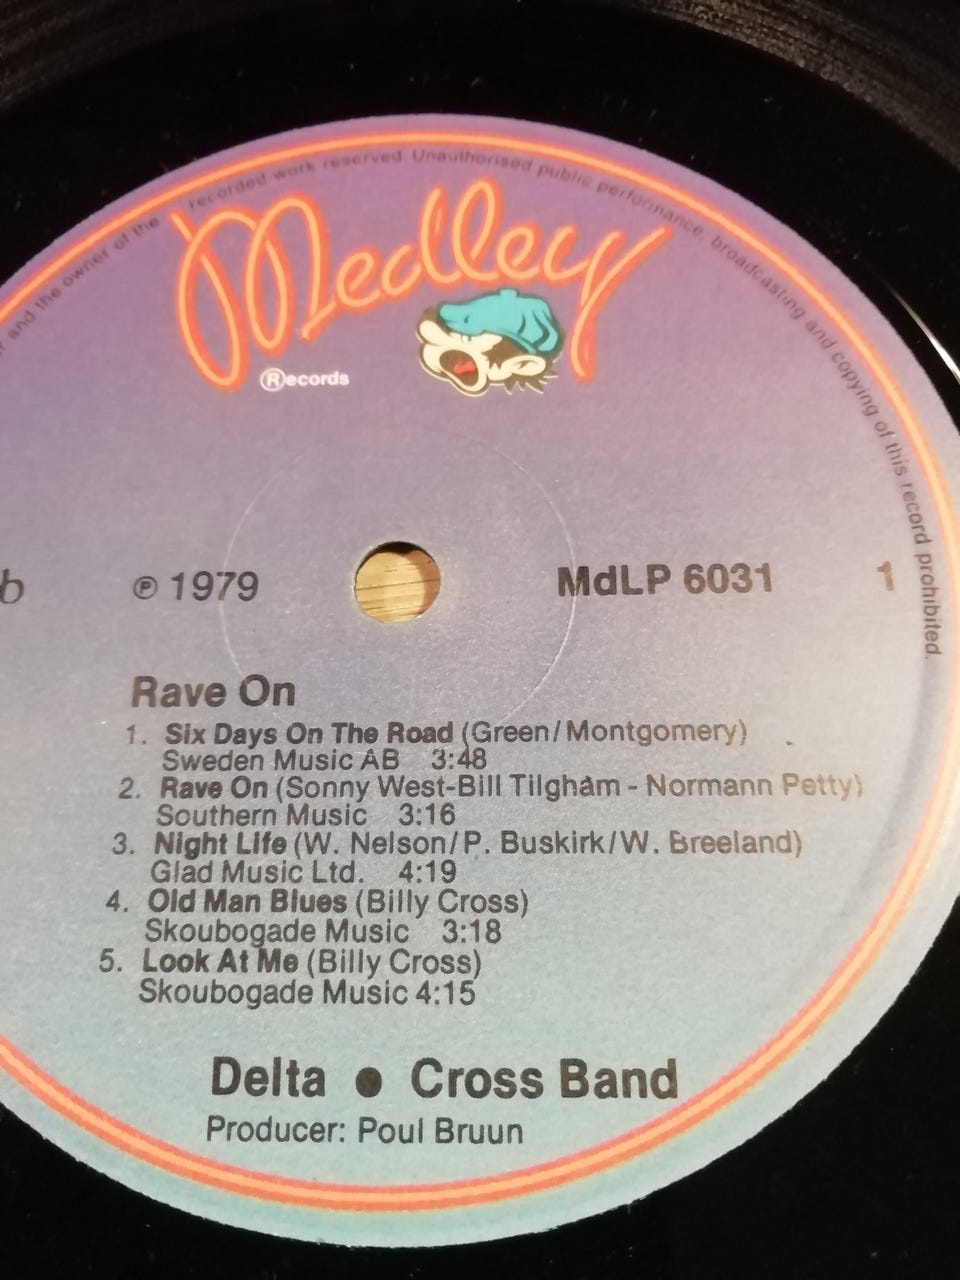 and the owner of the recorded work reserved. Unauthorised public performance, broadcasting and copying of this record prohibited.
Medley
Ⓡecords
b
℗ 1979
MdLP 6031
1
Rave On
1. Six Days On The Road (Green/Montgomery)
Sweden Music AB 3:48
2. Rave On (Sonny West-Bill Tilgham - Normann Petty)
Southern Music 3:16
3. Night Life (W. Nelson/P. Buskirk/W. Breeland)
Glad Music Ltd. 4:19
4. Old Man Blues (Billy Cross)
Skoubogade Music 3:18
5. Look At Me (Billy Cross)
Skoubogade Music 4:15
Delta ● Cross Band
Producer: Poul Bruun